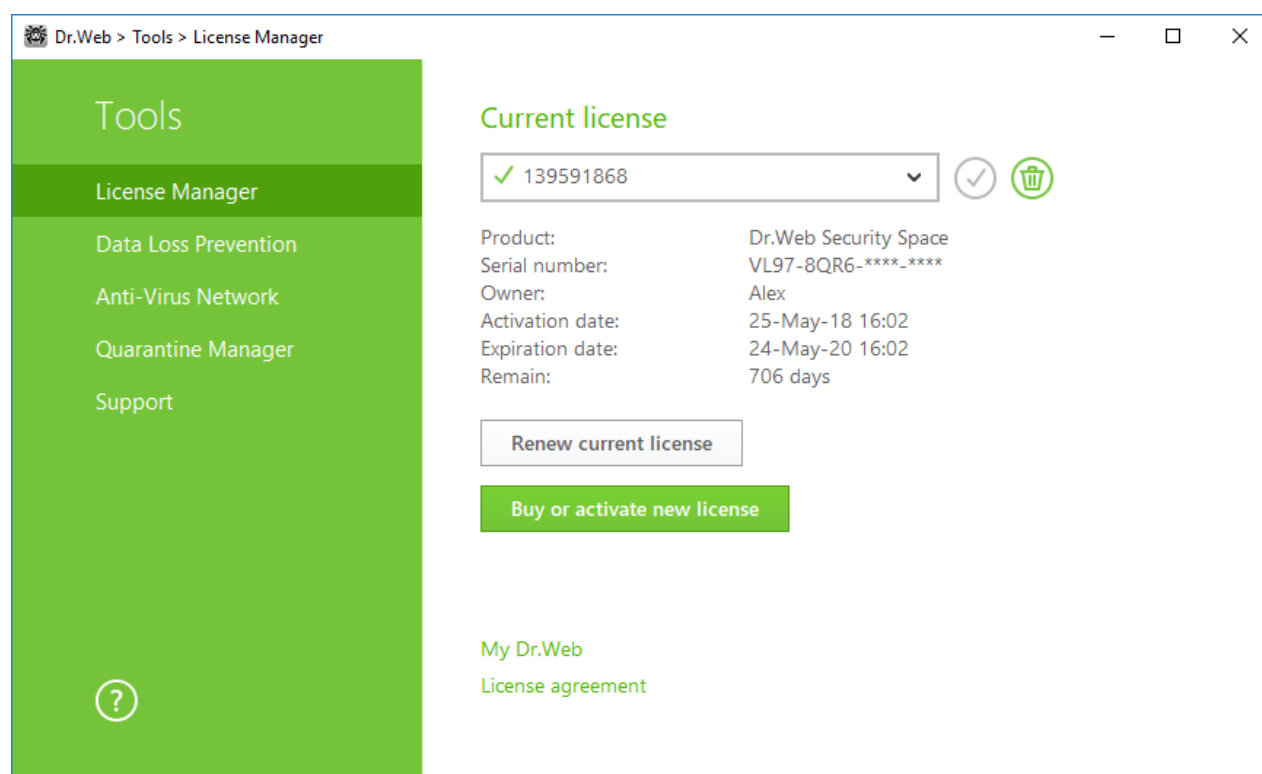 Dr.Web > Tools > License Manager
Tools
License Manager
Data Loss Prevention
Anti-Virus Network
Quarantine Manager
Support
?
Current license
139591868
Product: Dr.Web Security Space
Serial number: VL97-8QR6-****-****
Owner: Alex
Activation date: 25-May-18 16:02
Expiration date: 24-May-20 16:02
Remain: 706 days
Renew current license
Buy or activate new license
My Dr.Web
License agreement